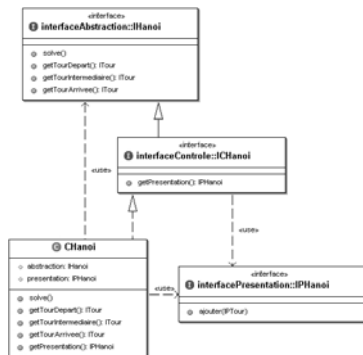 «interface»
interfaceAbstraction::IHanoi
solve()
getTourDepart(): ITour
getTourIntermediaire(): ITour
getTourArrivee(): ITour
«interface»
interfaceControle::ICHanoi
getPresentation(): IPHanoi
«use»
«use»
CHanoi
abstraction: IHanoi
presentation: IPHanoi
solve()
getTourDepart(): ITour
getTourIntermediaire(): ITour
getTourArrivee(): ITour
getPresentation(): IPHanoi
«use»
«interface»
interfacePresentation::IPHanoi
ajouter(IPTour)